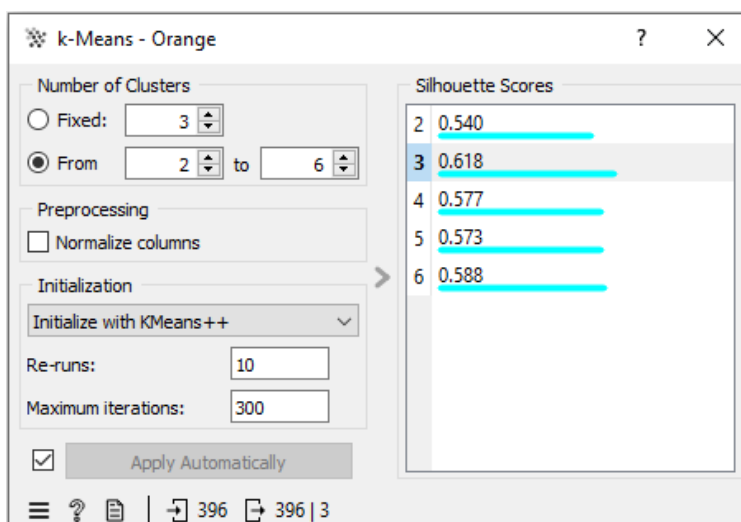 k-Means - Orange ? ×
Number of Clusters
Fixed: 3
From 2 to 6
Preprocessing
Normalize columns
Initialization
Initialize with KMeans++
Re-runs: 10
Maximum iterations: 300
Apply Automatically
? 396 396 | 3
Silhouette Scores
2 0.540
3 0.618
4 0.577
5 0.573
6 0.588